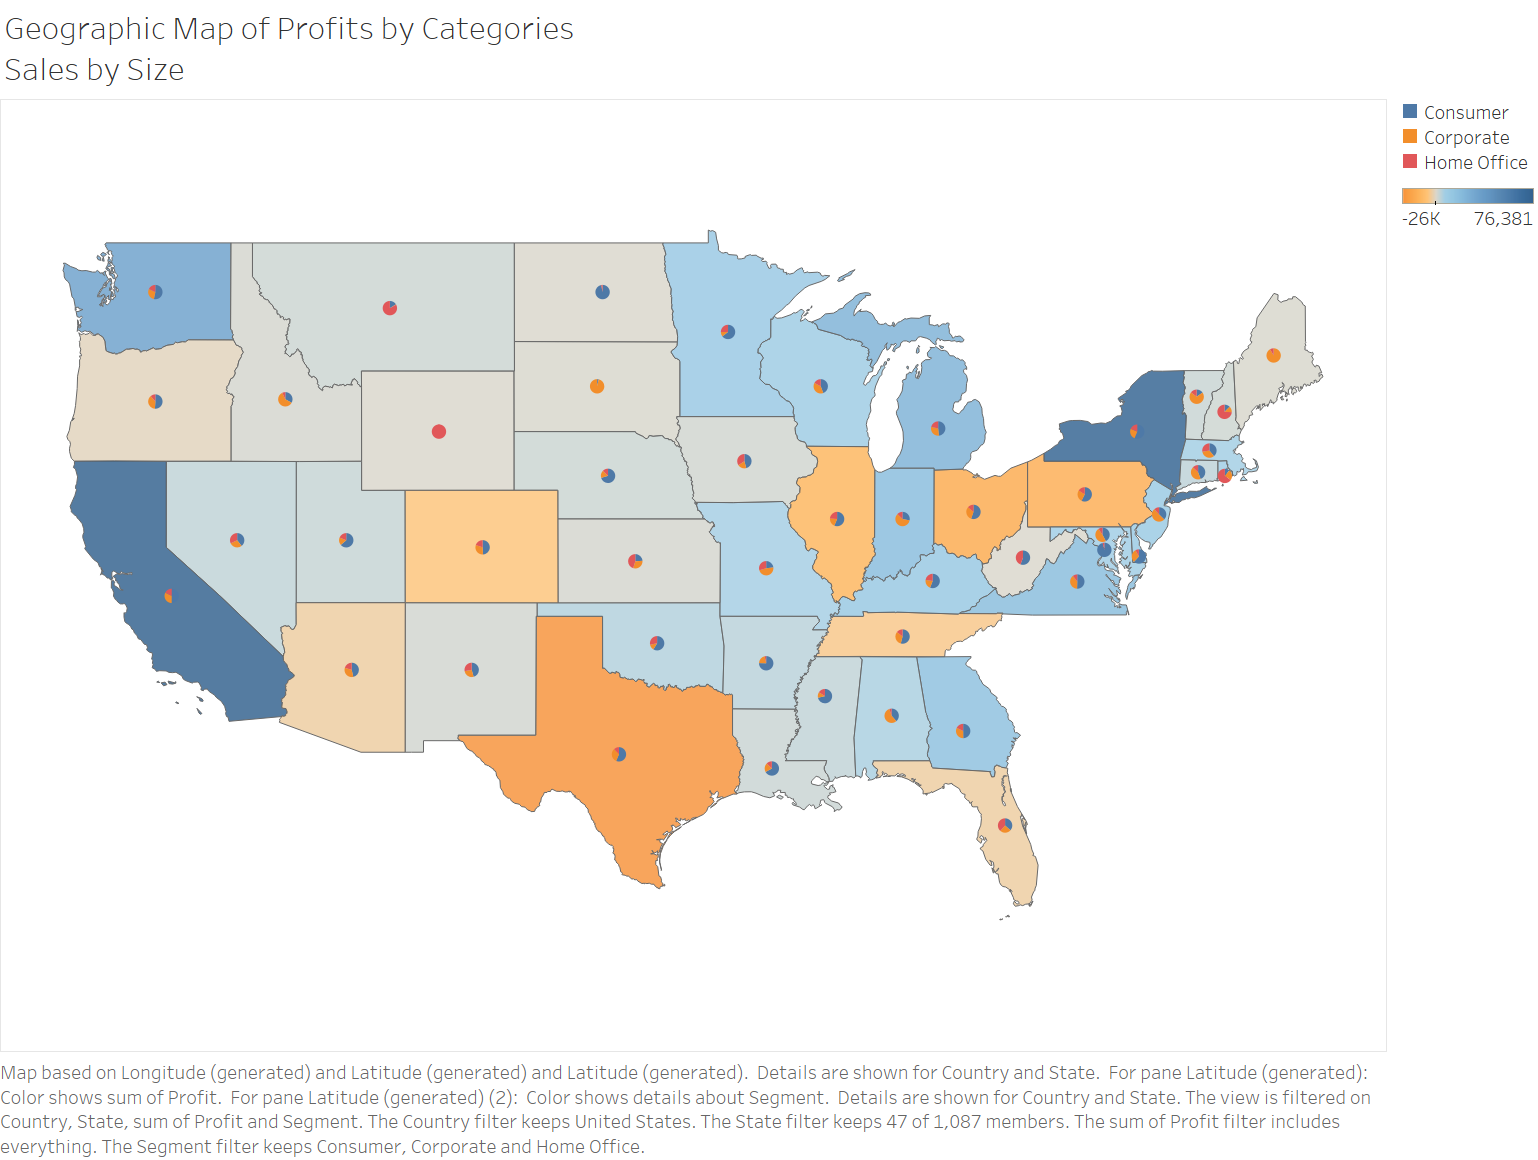 Geographic Map of Profits by Categories
Sales by Size
Consumer
Corporate
Home Office
-26K 76,381
Map based on Longitude (generated) and Latitude (generated) and Latitude (generated).  Details are shown for Country and State.  For pane Latitude (generated):
Color shows sum of Profit.  For pane Latitude (generated) (2):  Color shows details about Segment.  Details are shown for Country and State. The view is filtered on
Country, State, sum of Profit and Segment. The Country filter keeps United States. The State filter keeps 47 of 1,087 members. The sum of Profit filter includes
everything. The Segment filter keeps Consumer, Corporate and Home Office.